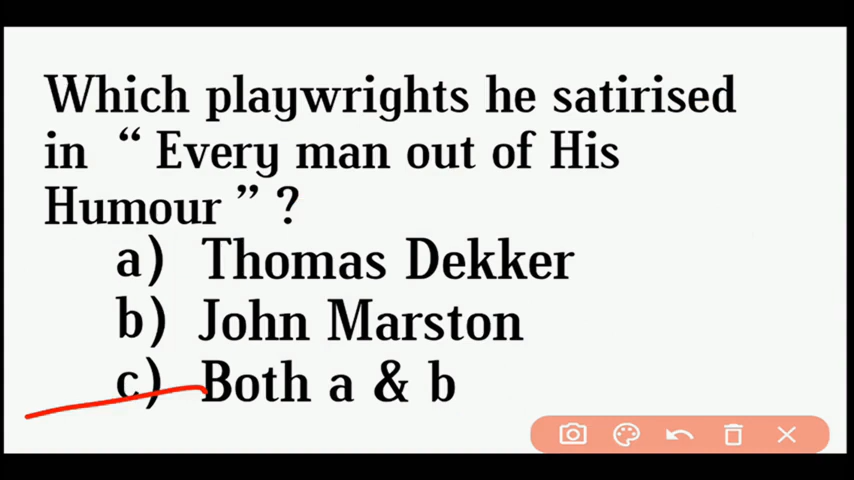 Which playwrights he satirised
in “ Every man out of His
Humour ” ?
a) Thomas Dekker
b) John Marston
c) Both a & b